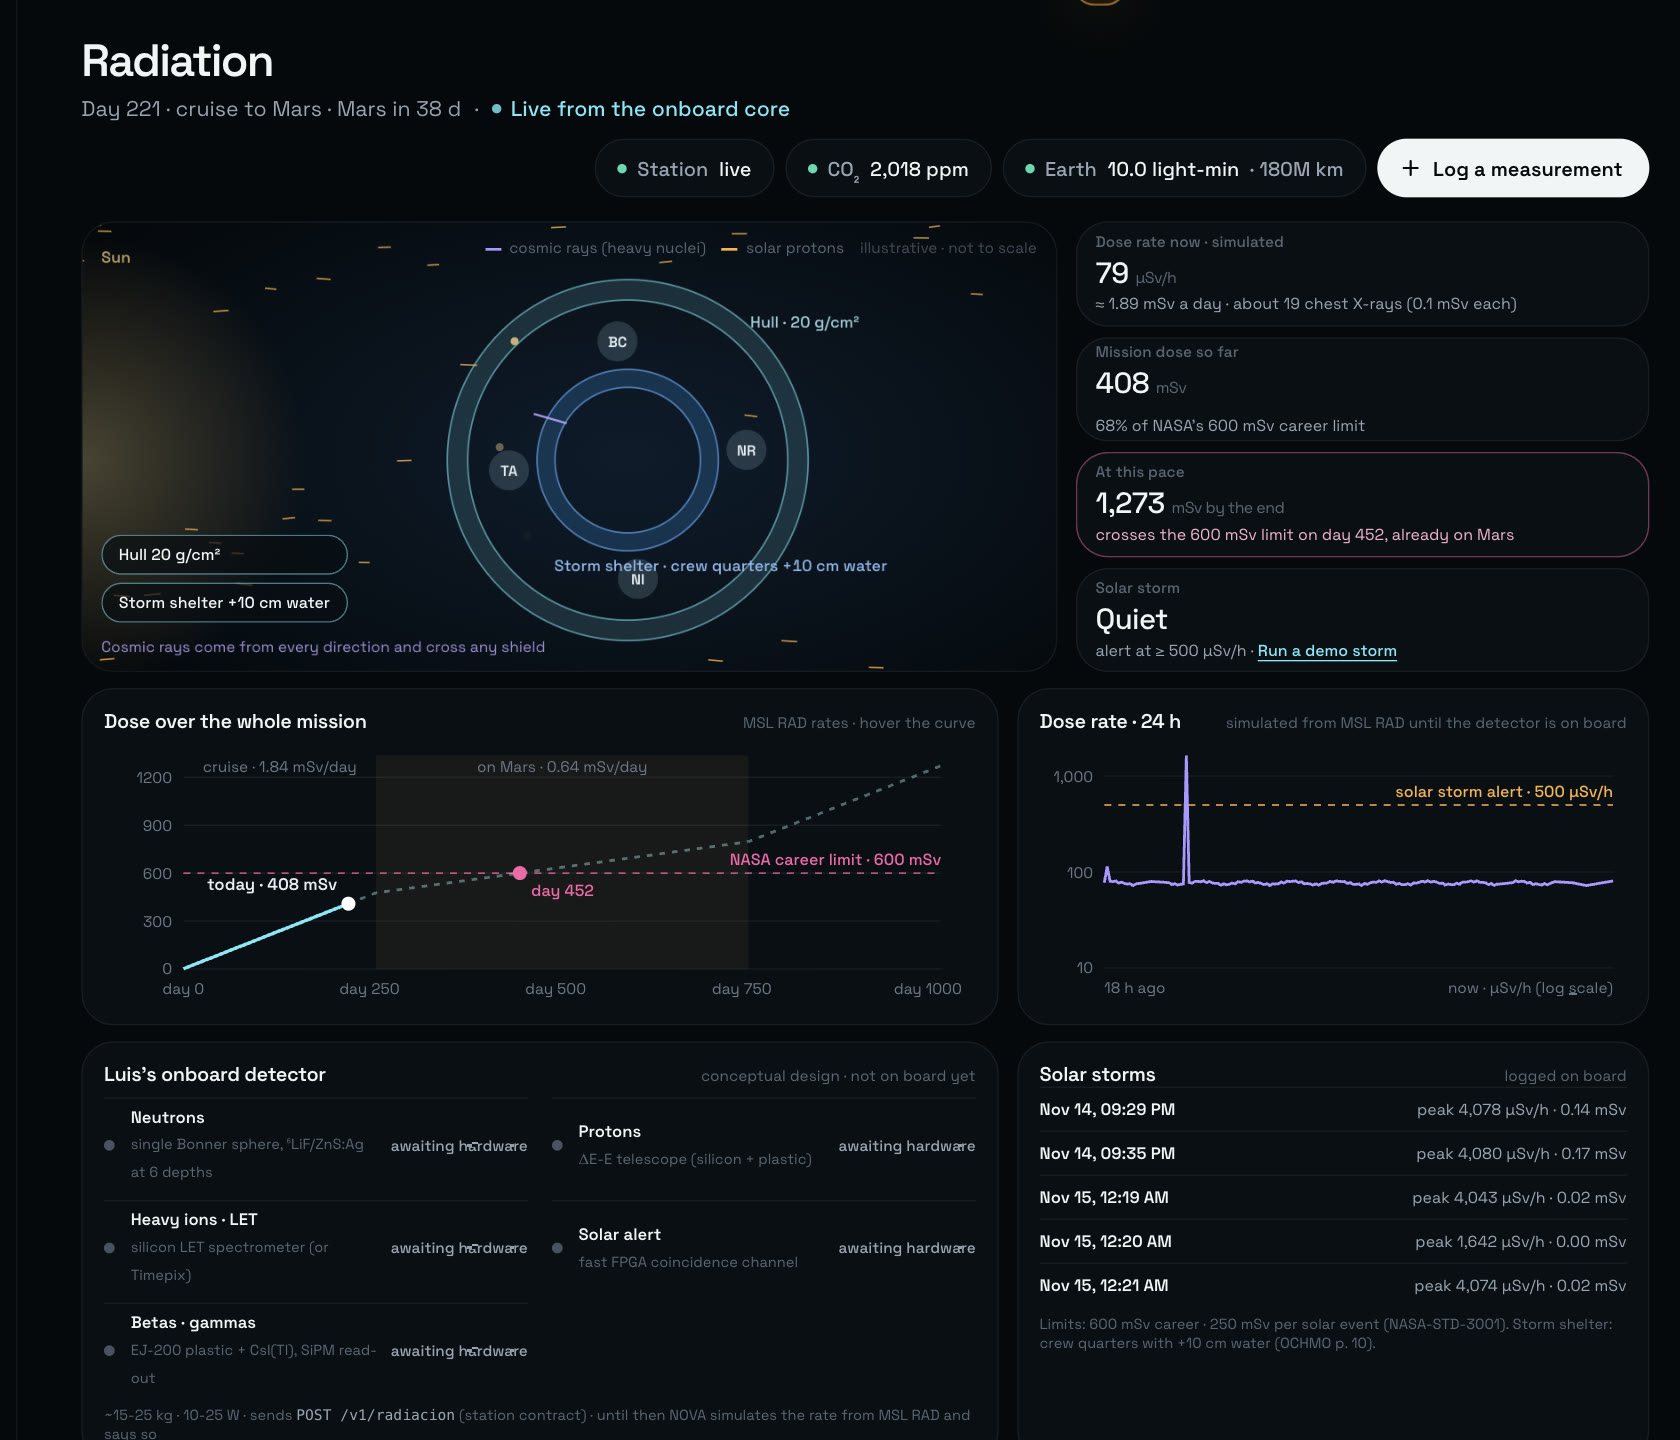 Radiation
Day 221 · cruise to Mars · Mars in 38 d · Live from the onboard core
Station live
CO₂ 2,018 ppm
Earth 10.0 light-min · 180M km
+ Log a measurement
Sun
cosmic rays (heavy nuclei)
solar protons
illustrative · not to scale
Hull · 20 g/cm²
BC
NR
TA
Storm shelter · crew quarters +10 cm water
NI
Hull 20 g/cm²
Storm shelter +10 cm water
Cosmic rays come from every direction and cross any shield
Dose rate now · simulated
79 µSv/h
≈ 1.89 mSv a day · about 19 chest X-rays (0.1 mSv each)
Mission dose so far
408 mSv
68% of NASA's 600 mSv career limit
At this pace
1,273 mSv by the end
crosses the 600 mSv limit on day 452, already on Mars
Solar storm
Quiet
alert at ≥ 500 µSv/h · Run a demo storm
Dose over the whole mission
MSL RAD rates · hover the curve
cruise · 1.84 mSv/day
on Mars · 0.64 mSv/day
1200
900
600
300
0
NASA career limit · 600 mSv
today · 408 mSv
day 452
day 0
day 250
day 500
day 750
day 1000
Dose rate · 24 h
simulated from MSL RAD until the detector is on board
1,000
100
10
solar storm alert · 500 µSv/h
18 h ago
now · µSv/h (log scale)
Luis's onboard detector
conceptual design · not on board yet
Neutrons
single Bonner sphere, ⁶LiF/ZnS:Ag
at 6 depths
awaiting hardware
Protons
ΔE-E telescope (silicon + plastic)
awaiting hardware
Heavy ions · LET
silicon LET spectrometer (or
Timepix)
awaiting hardware
Solar alert
fast FPGA coincidence channel
awaiting hardware
Betas · gammas
EJ-200 plastic + CsI(Tl), SiPM read-
out
awaiting hardware
~15-25 kg · 10-25 W · sends POST /v1/radiacion (station contract) · until then NOVA simulates the rate from MSL RAD and
says so
Solar storms
logged on board
Nov 14, 09:29 PM peak 4,078 µSv/h · 0.14 mSv
Nov 14, 09:35 PM peak 4,080 µSv/h · 0.17 mSv
Nov 15, 12:19 AM peak 4,043 µSv/h · 0.02 mSv
Nov 15, 12:20 AM peak 1,642 µSv/h · 0.00 mSv
Nov 15, 12:21 AM peak 4,074 µSv/h · 0.02 mSv
Limits: 600 mSv career · 250 mSv per solar event (NASA-STD-3001). Storm shelter:
crew quarters with +10 cm water (OCHMO p. 10).